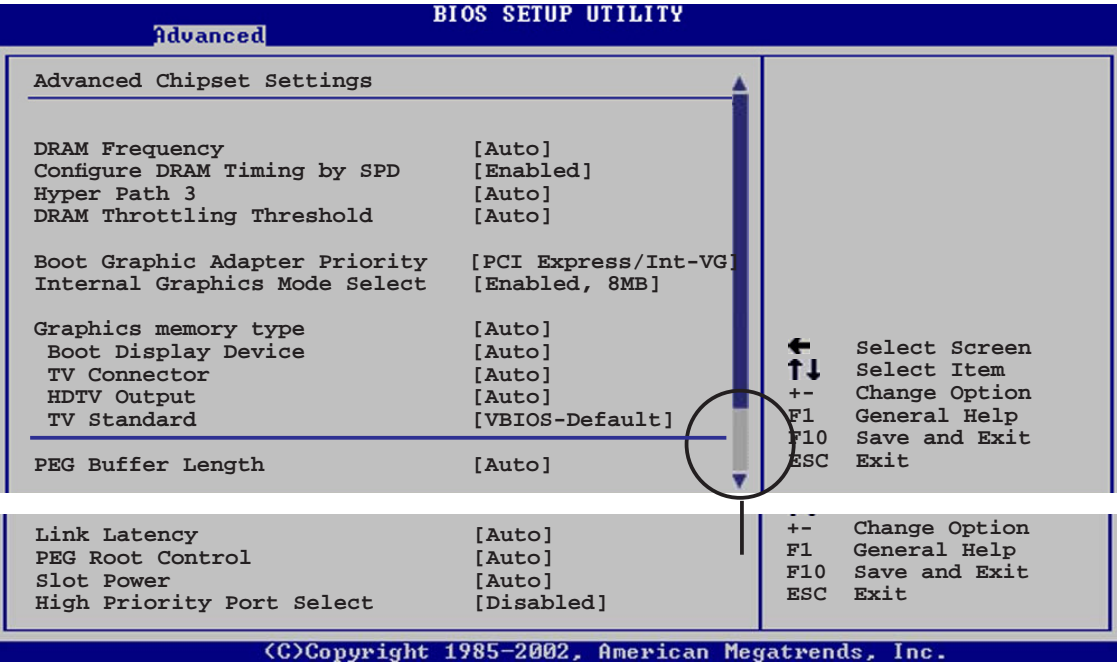 BIOS SETUP UTILITY
Advanced
Advanced Chipset Settings
DRAM Frequency [Auto]
Configure DRAM Timing by SPD [Enabled]
Hyper Path 3 [Auto]
DRAM Throttling Threshold [Auto]
Boot Graphic Adapter Priority [PCI Express/Int-VG]
Internal Graphics Mode Select [Enabled, 8MB]
Graphics memory type [Auto]
Boot Display Device [Auto]
TV Connector [Auto]
HDTV Output [Auto]
TV Standard [VBIOS-Default]
PEG Buffer Length [Auto]
Link Latency [Auto]
PEG Root Control [Auto]
Slot Power [Auto]
High Priority Port Select [Disabled]
← Select Screen
↑↓ Select Item
+- Change Option
F1 General Help
F10 Save and Exit
ESC Exit
+- Change Option
F1 General Help
F10 Save and Exit
ESC Exit
(C)Copyright 1985-2002, American Megatrends, Inc.